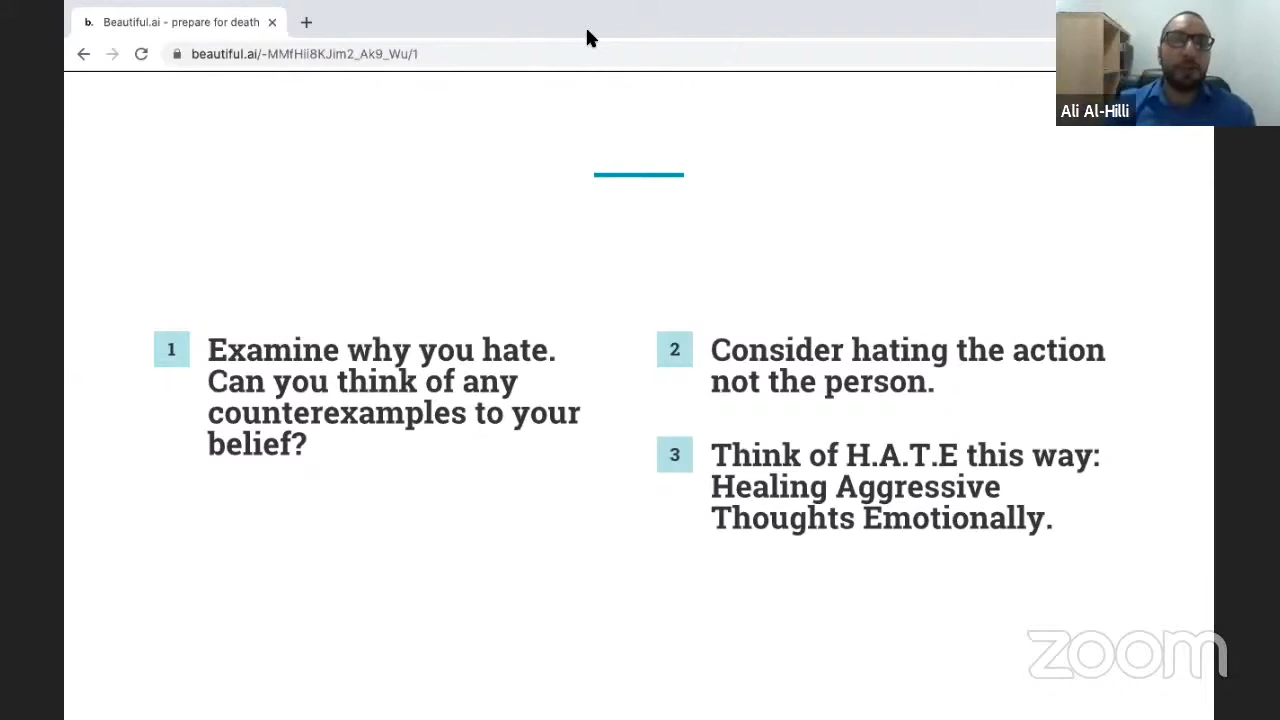 b. Beautiful.ai - prepare for death
beautiful.ai/-MMfHii8KJim2_Ak9_Wu/1
Ali Al-Hilli
1 Examine why you hate.
Can you think of any
counterexamples to your
belief?
2 Consider hating the action
not the person.
3 Think of H.A.T.E this way:
Healing Aggressive
Thoughts Emotionally.
zoom